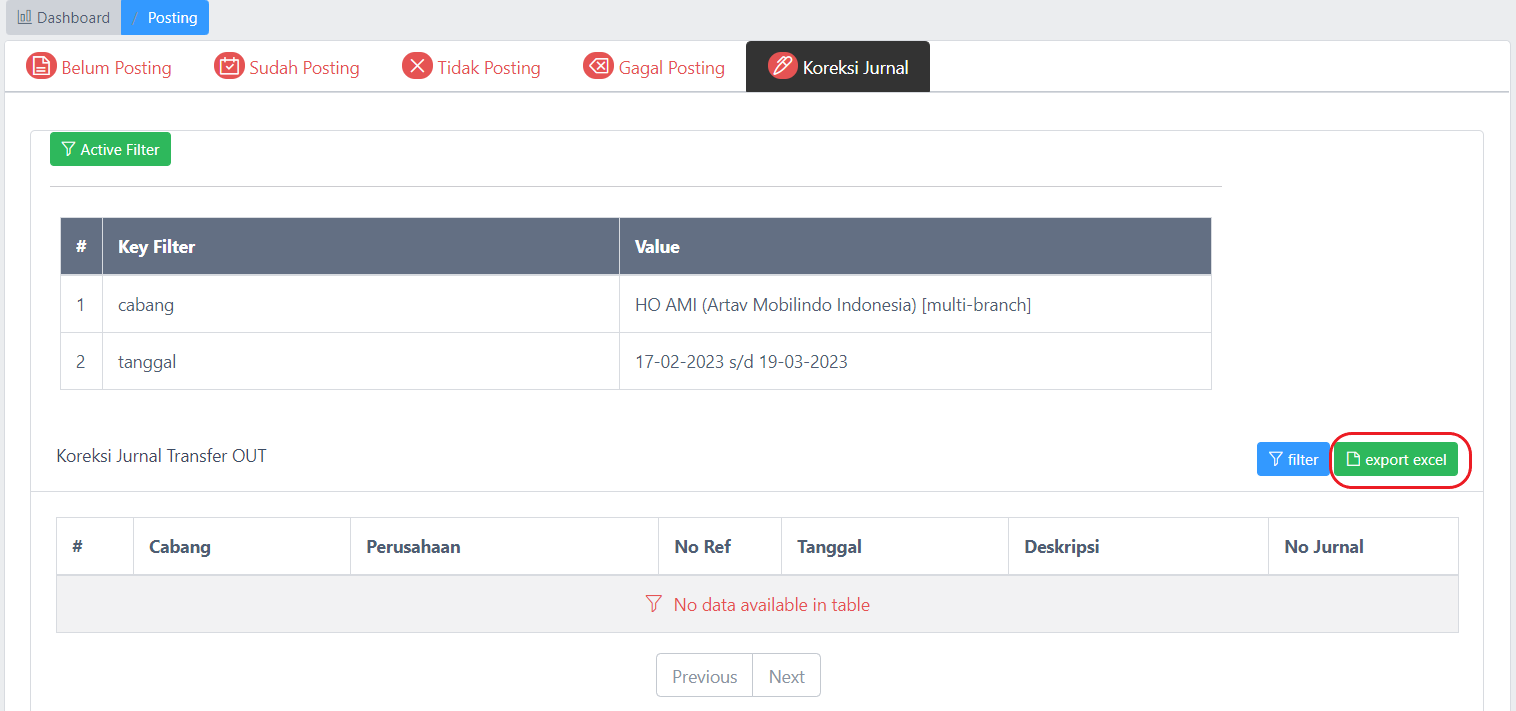 Dashboard / Posting
Belum Posting Sudah Posting Tidak Posting Gagal Posting Koreksi Jurnal
Active Filter
# Key Filter Value
1 cabang HO AMI (Artav Mobilindo Indonesia) [multi-branch]
2 tanggal 17-02-2023 s/d 19-03-2023
Koreksi Jurnal Transfer OUT filter export excel
# Cabang Perusahaan No Ref Tanggal Deskripsi No Jurnal
No data available in table
Previous Next